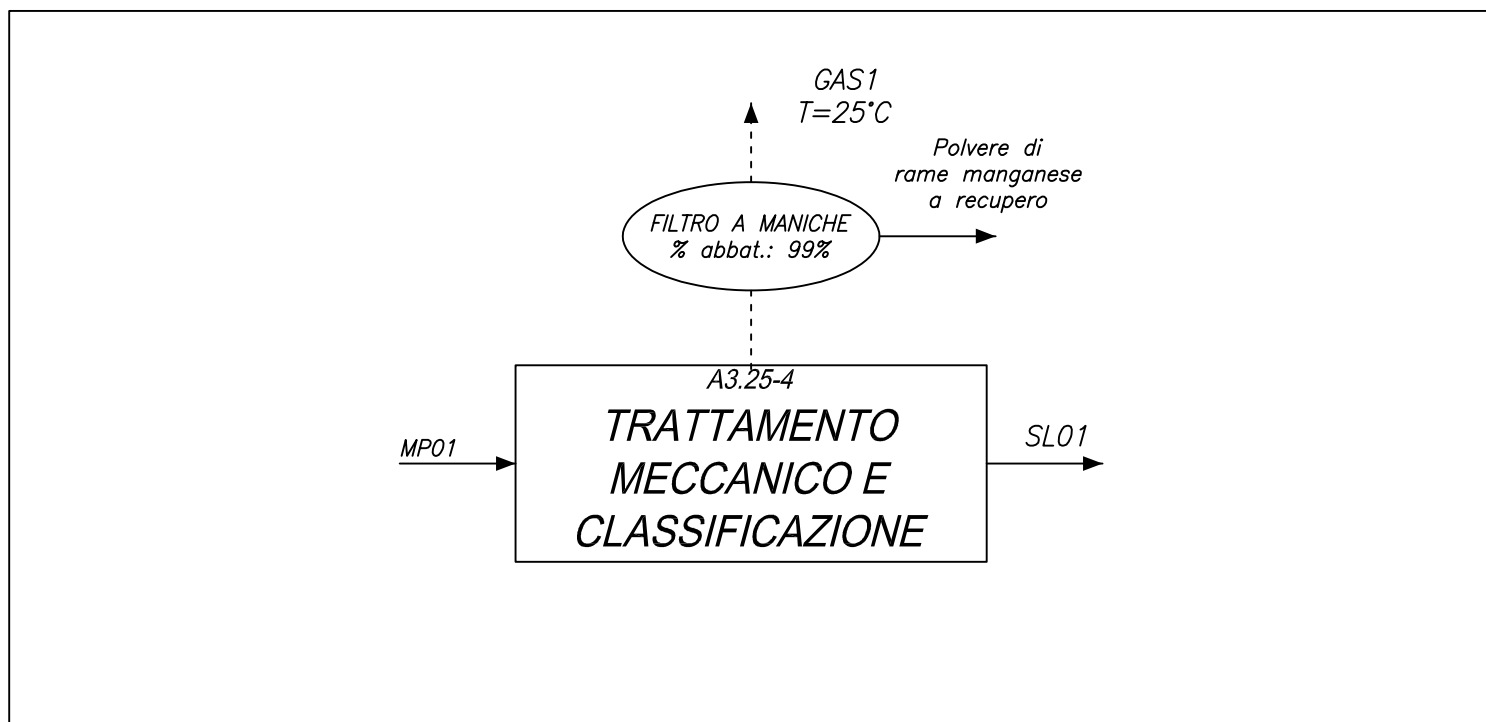 GAS1
T=25°C
Polvere di
rame manganese
a recupero
FILTRO A MANICHE
% abbat.: 99%
A3.25-4
TRATTAMENTO
MECCANICO E
CLASSIFICAZIONE
MP01
SL01